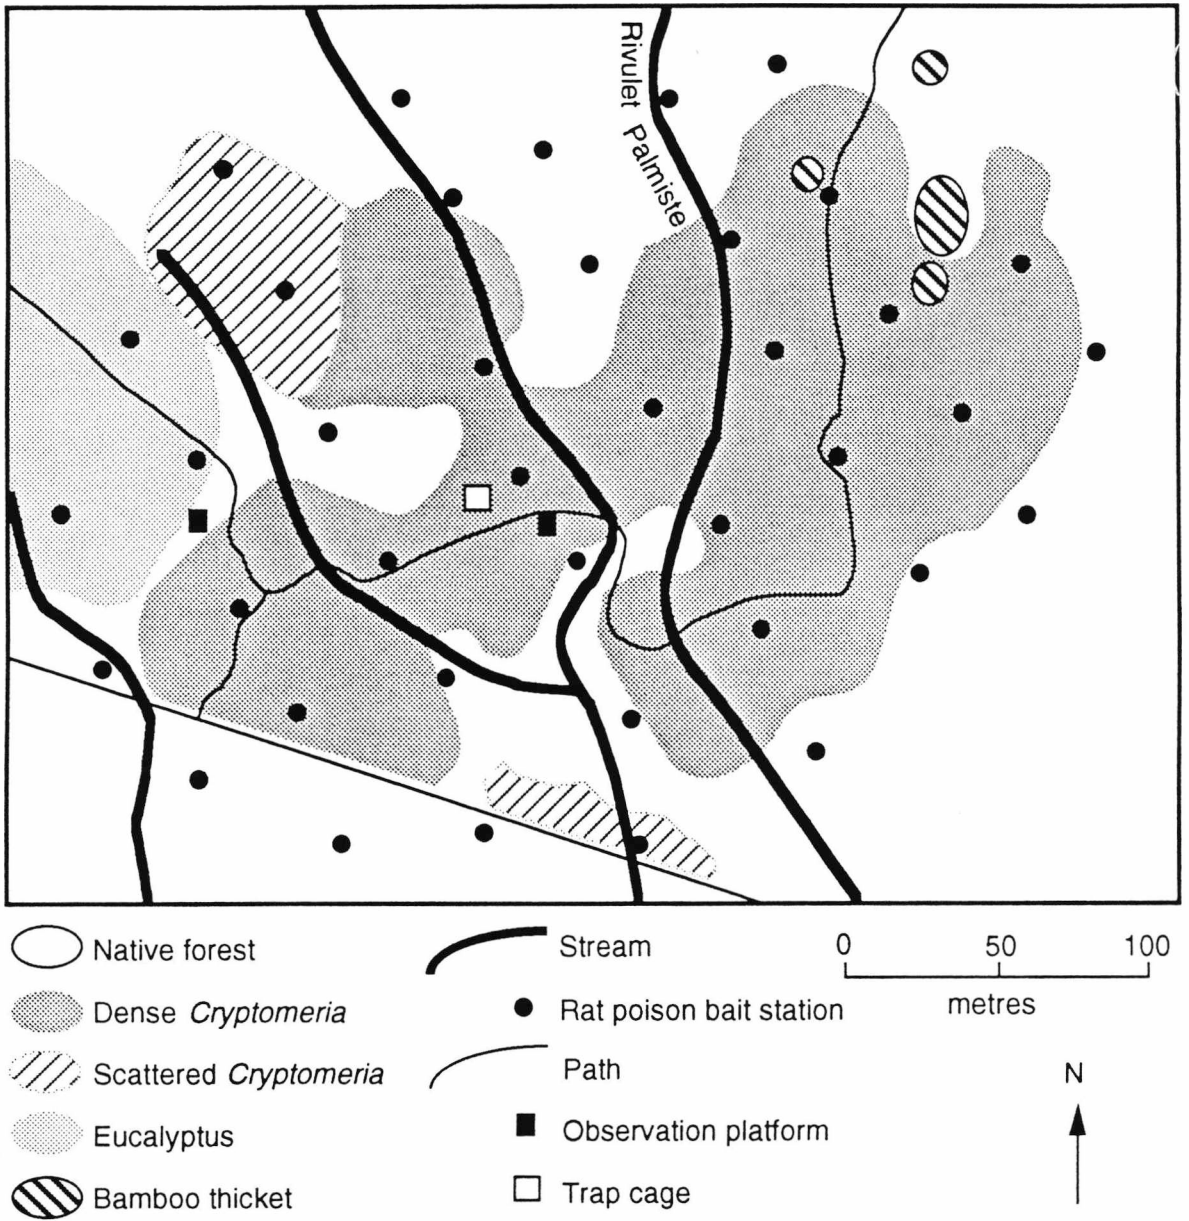 Rivulet Palmiste
Native forest
Dense Cryptomeria
Scattered Cryptomeria
Eucalyptus
Bamboo thicket
Stream
Rat poison bait station
Path
Observation platform
Trap cage
0 50 100
metres
N